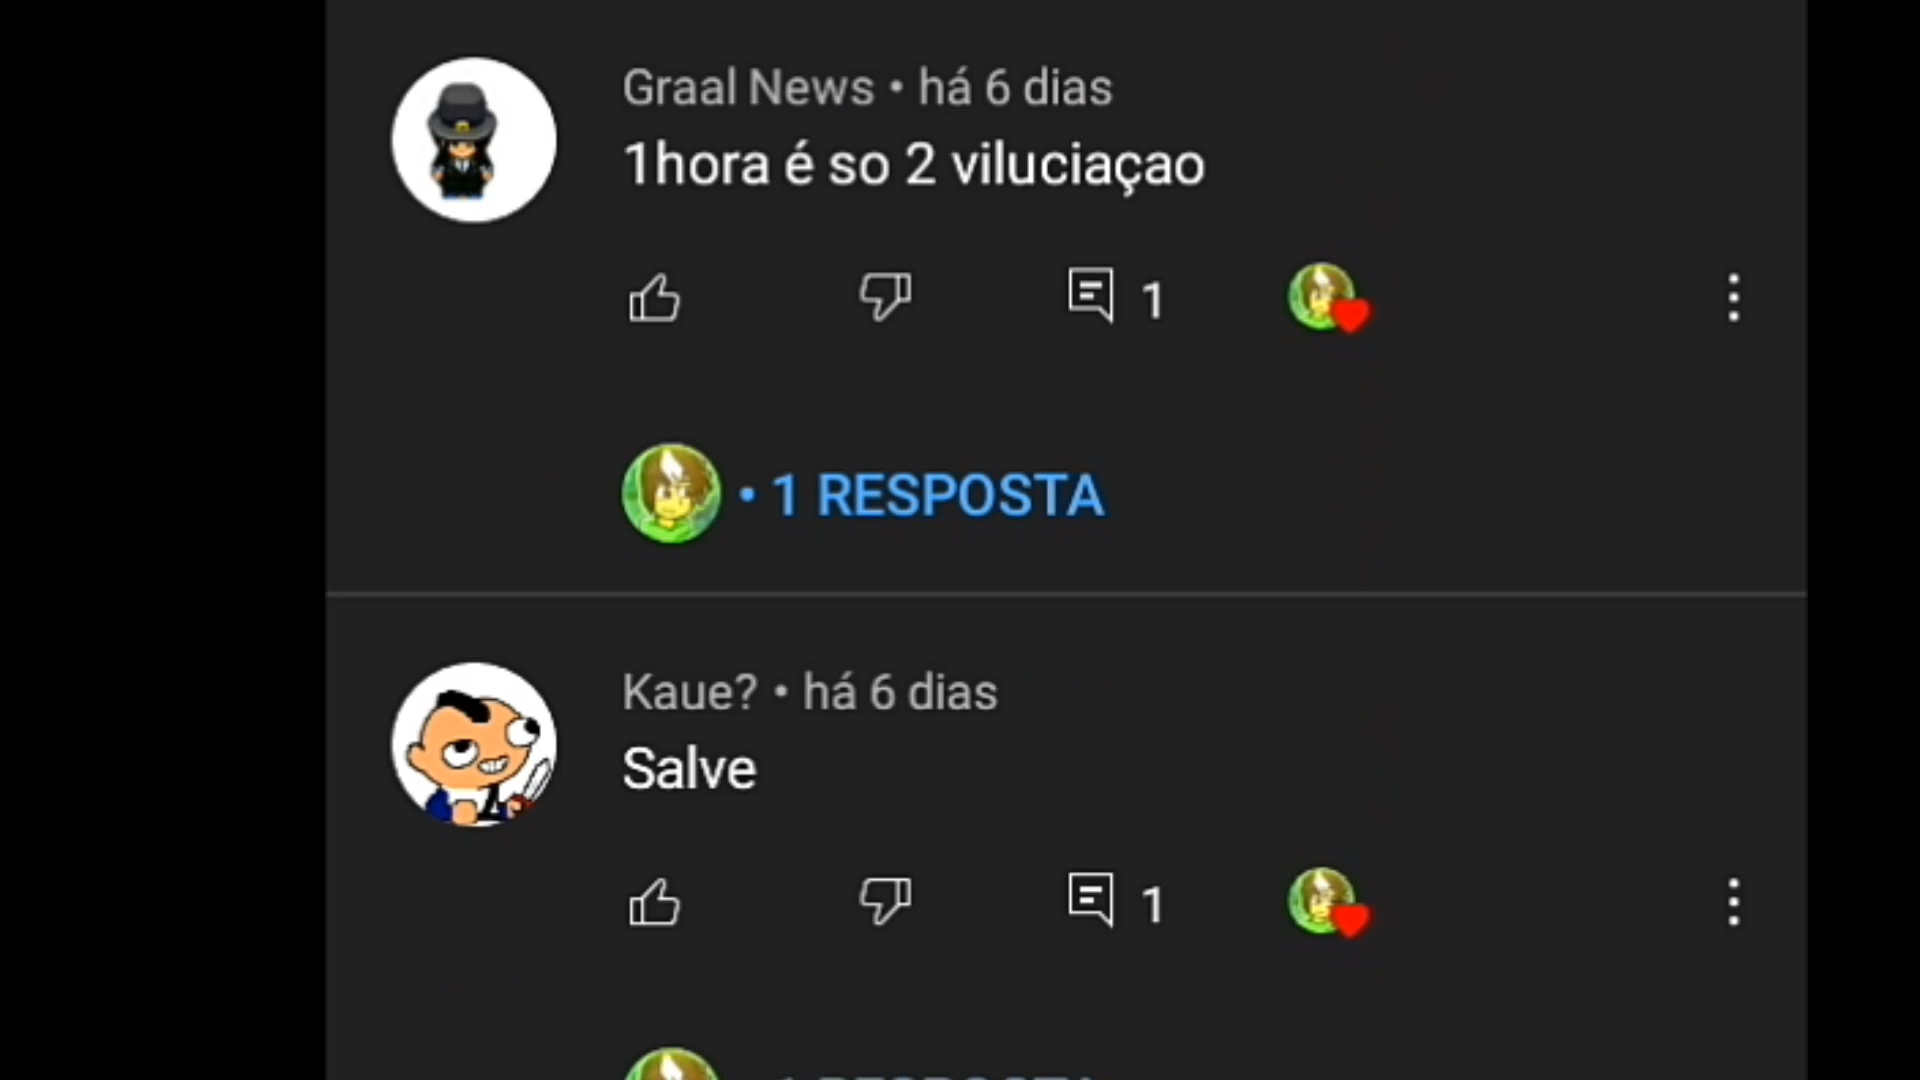 Graal News • há 6 dias
1hora é so 2 viluciaçao
1
• 1 RESPOSTA
Kaue? • há 6 dias
Salve
1